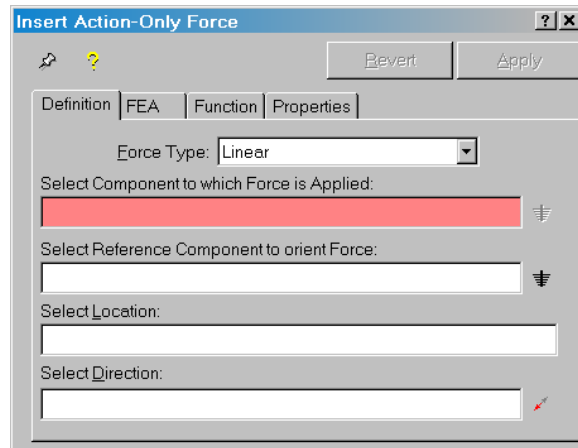 Insert Action-Only Force
Revert Apply
Definition FEA Function Properties
Force Type: Linear
Select Component to which Force is Applied:
Select Reference Component to orient Force:
Select Location:
Select Direction: